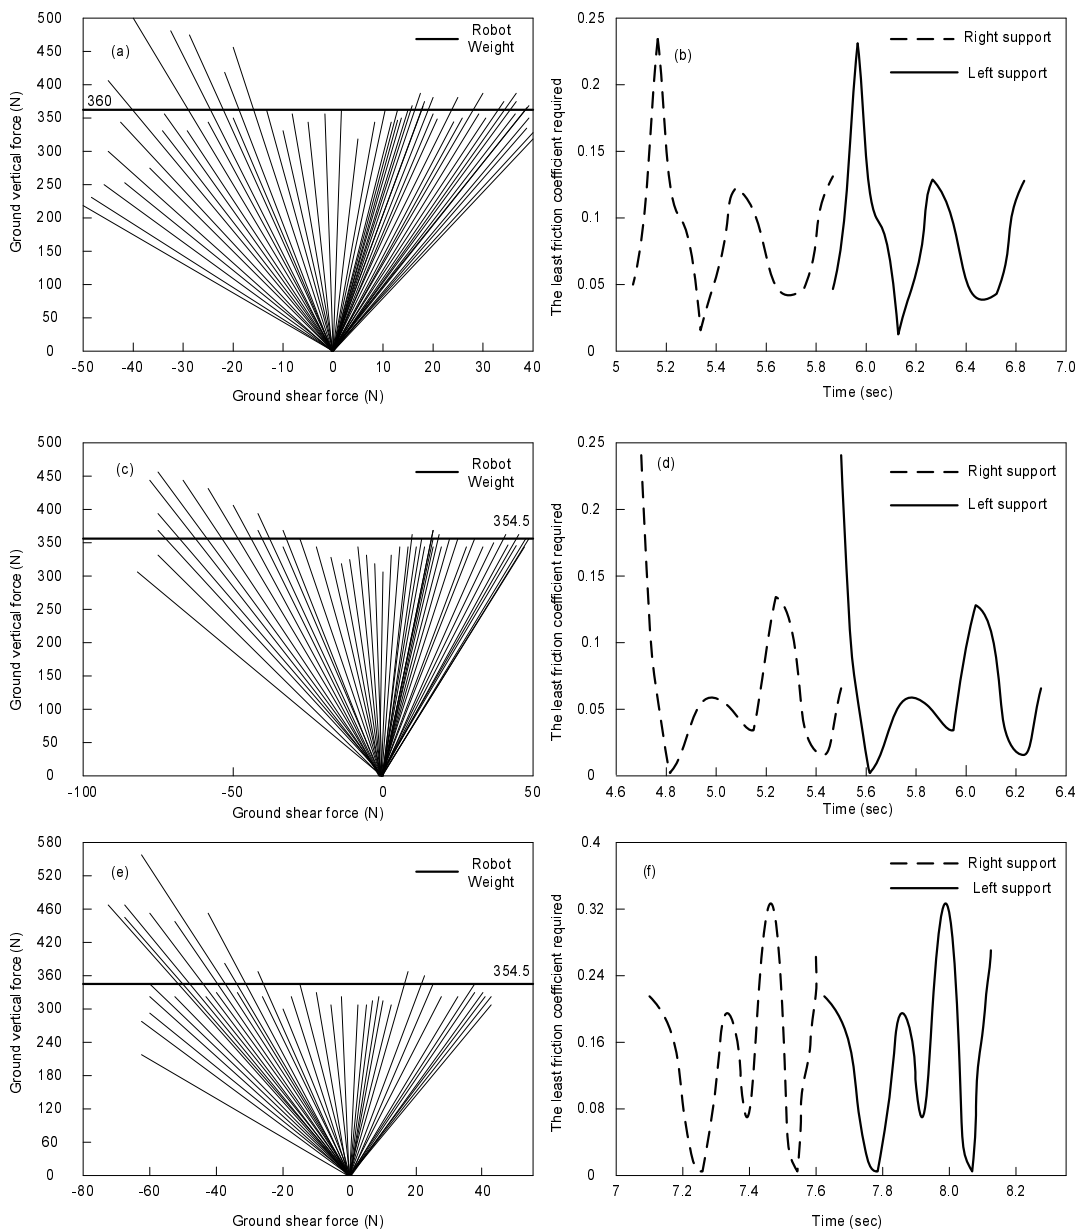 500
450
400
350
300
250
200
150
100
50
0
Ground vertical force (N)
(a)
Robot
Weight
360
-50 -40 -30 -20 -10 0 10 20 30 40
Ground shear force (N)
0.25
0.2
0.15
0.1
0.05
0
The least friction coefficient required
(b)
Right support
Left support
5 5.2 5.4 5.6 5.8 6.0 6.2 6.4 6.8 7.0
Time (sec)
500
450
400
350
300
250
200
150
100
50
0
Ground vertical force (N)
(c)
Robot
Weight
354.5
-100 -50 0 -50
Ground shear force (N)
0.25
0.2
0.15
0.1
0.05
0
The least friction coefficient required
(d)
Right support
Left support
4.6 4.8 5.0 5.2 5.4 5.6 5.8 6.0 6.2 6.4
Time (sec)
580
520
460
420
360
300
240
180
120
60
0
Ground vertical force (N)
(e)
Robot
Weight
354.5
-80 -60 -40 -20 0 20 40
Ground shear force (N)
0.4
0.32
0.24
0.16
0.08
0
The least friction coefficient required
(f)
Right support
Left support
7 7.2 7.4 7.6 7.8 8.0 8.2
Time (sec)